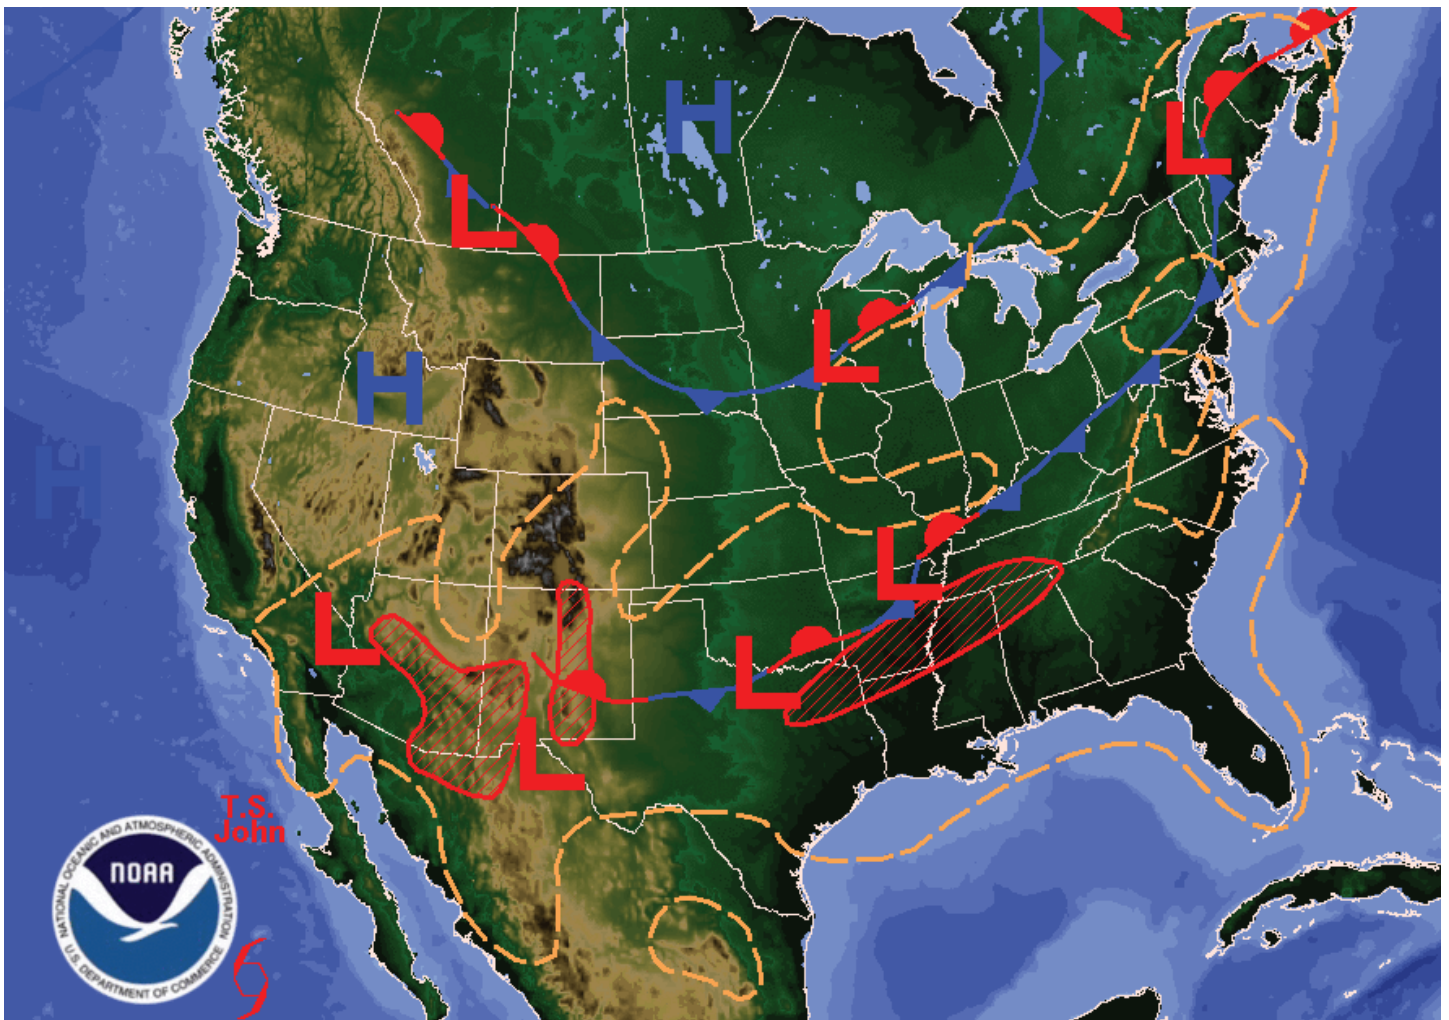 H
H
H
L
L
L
L
L
L
L
T.S.
John
NATIONAL OCEANIC AND ATMOSPHERIC ADMINISTRATION
NOAA
U.S. DEPARTMENT OF COMMERCE